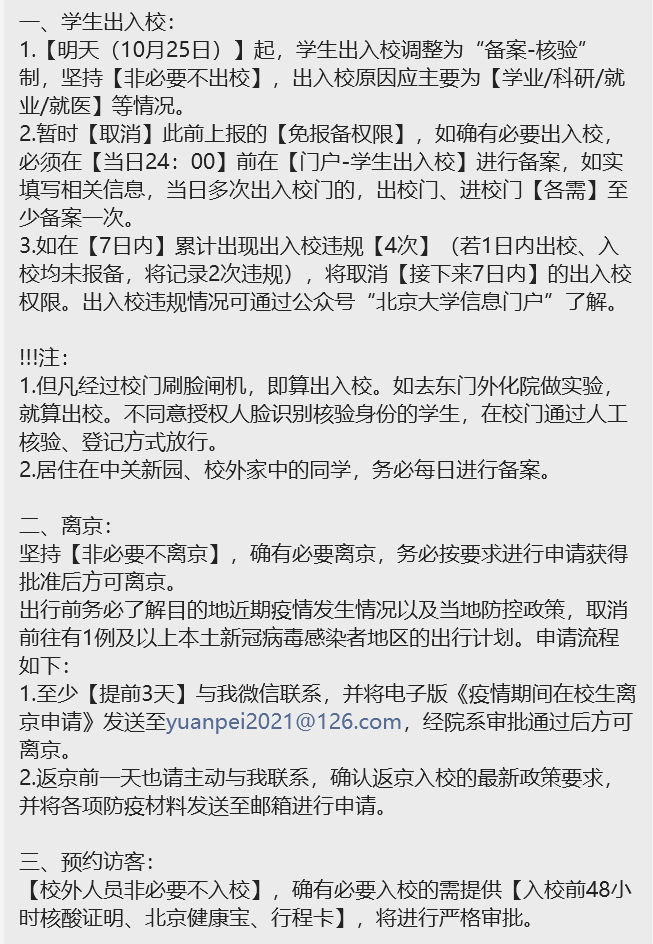 一、学生出入校：
1.【明天（10月25日）】起，学生出入校调整为“备案-核验”
制，坚持【非必要不出校】，出入校原因应主要为【学业/科研/就
业/就医】等情况。
2.暂时【取消】此前上报的【免报备权限】，如确有必要出入校，
必须在【当日24：00】前在【门户-学生出入校】进行备案，如实
填写相关信息，当日多次出入校门的，出校门、进校门【各需】至
少备案一次。
3.如在【7日内】累计出现出入校违规【4次】（若1日内出校、入
校均未报备，将记录2次违规），将取消【接下来7日内】的出入校
权限。出入校违规情况可通过公众号“北京大学信息门户”了解。
!!!注：
1.但凡经过校门刷脸闸机，即算出入校。如去东门外化院做实验，
就算出校。不同意授权人脸识别核验身份的学生，在校门通过人工
核验、登记方式放行。
2.居住在中关新园、校外家中的同学，务必每日进行备案。
二、离京：
坚持【非必要不离京】，确有必要离京，务必按要求进行申请获得
批准后方可离京。
出行前务必了解目的地近期疫情发生情况以及当地防控政策，取消
前往有1例及以上本土新冠病毒感染者地区的出行计划。申请流程
如下：
1.至少【提前3天】与我微信联系，并将电子版《疫情期间在校生离
京申请》发送至yuanpei2021@126.com，经院系审批通过后方可
离京。
2.返京前一天也请主动与我联系，确认返京入校的最新政策要求，
并将各项防疫材料发送至邮箱进行申请。
三、预约访客：
【校外人员非必要不入校】，确有必要入校的需提供【入校前48小
时核酸证明、北京健康宝、行程卡】，将进行严格审批。